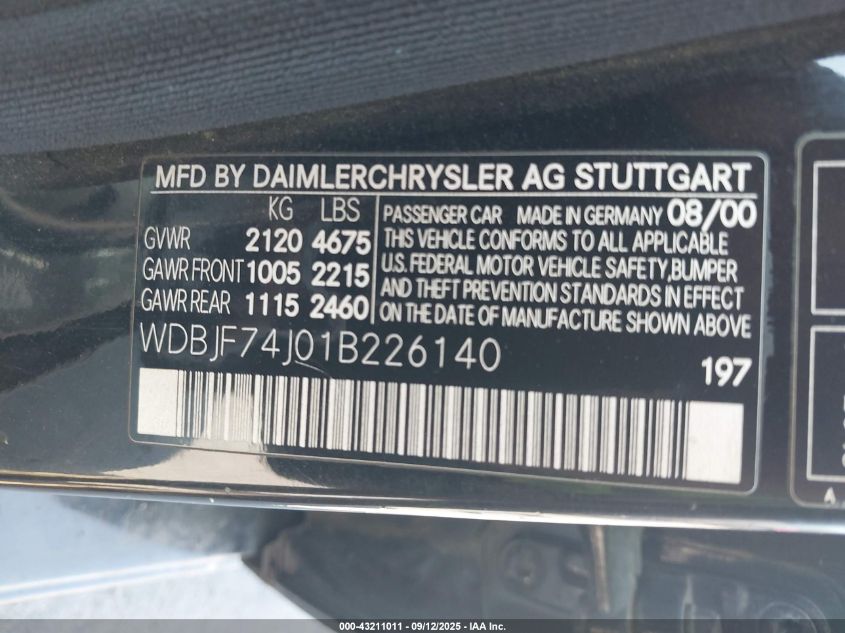 MFD BY DAIMLERCHRYSLER AG STUTTGART
KG LBS
GVWR 2120 4675
GAWR FRONT 1005 2215
GAWR REAR 1115 2460
PASSENGER CAR MADE IN GERMANY 08/00
THIS VEHICLE CONFORMS TO ALL APPLICABLE
U.S. FEDERAL MOTOR VEHICLE SAFETY, BUMPER
AND THEFT PREVENTION STANDARDS IN EFFECT
ON THE DATE OF MANUFACTURE SHOWN ABOVE.
WDBJF74J01B226140
197
000-43211011 - 09/12/2025 - IAA Inc.